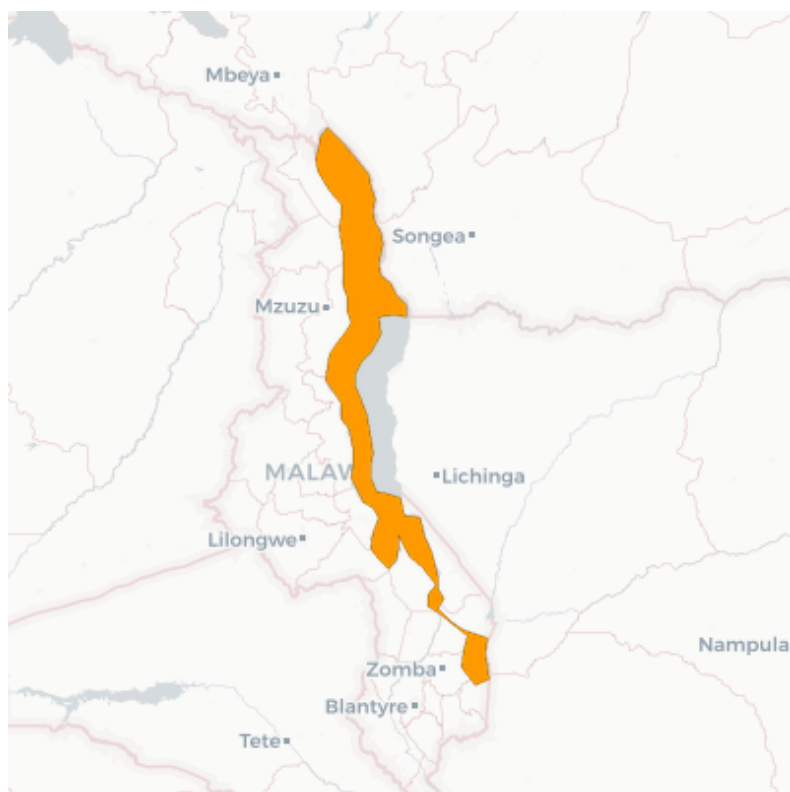 Mbeya
Songea
Mzuzu
MALAW
Lichinga
Lilongwe
Nampula
Zomba
Blantyre
Tete